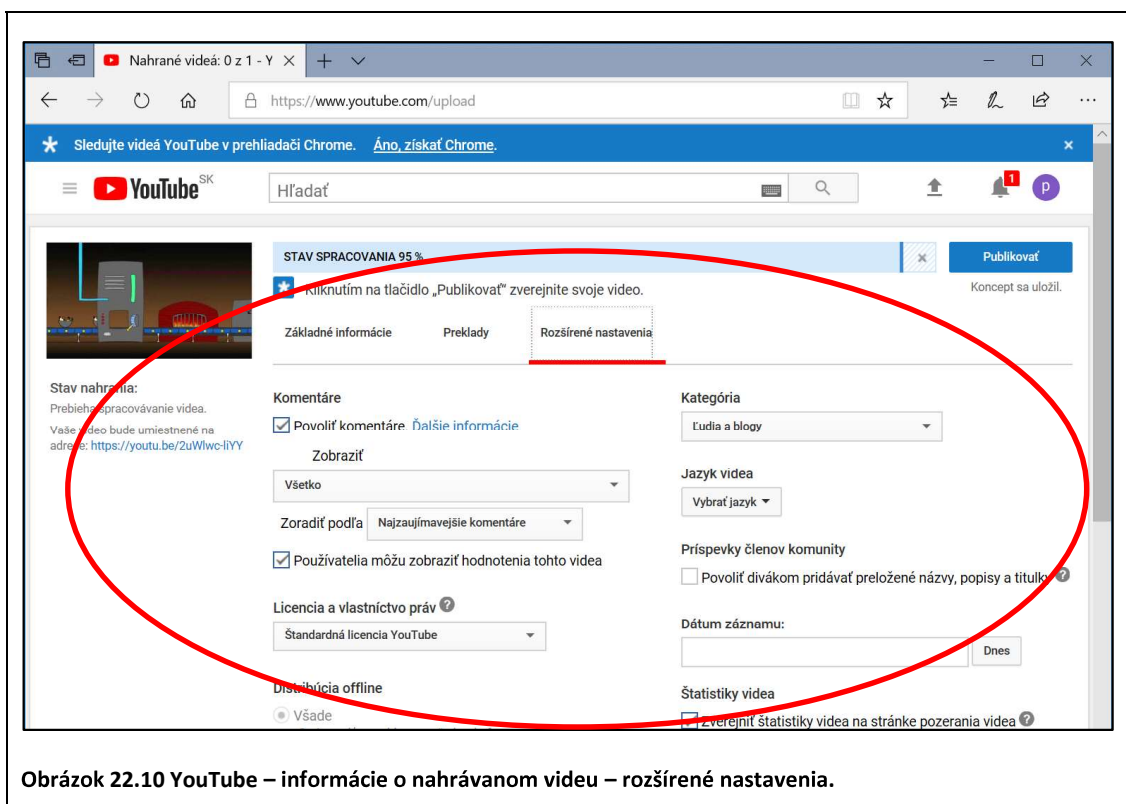 Nahrané videá: 0 z 1 - Y
https://www.youtube.com/upload
Sledujte videá YouTube v prehliadači Chrome. Áno, získať Chrome.
YouTube SK
Hľadať
1
p
STAV SPRACOVANIA 95 %
Publikovať
Kliknutím na tlačidlo „Publikovať“ zverejnite svoje video.
Koncept sa uložil.
Základné informácie
Preklady
Rozšírené nastavenia
Stav nahrania:
Prebieha spracovávanie videa.
Vaše video bude umiestnené na
adrese: https://youtu.be/2uWlwc-liYY
Komentáre
Povoliť komentáre. Ďalšie informácie
Zobraziť
Všetko
Zoradiť podľa Najzaujímavejšie komentáre
Používatelia môžu zobraziť hodnotenia tohto videa
Licencia a vlastníctvo práv
Štandardná licencia YouTube
Distribúcia offline
Všade
Kategória
Ľudia a blogy
Jazyk videa
Vybrať jazyk
Príspevky členov komunity
Povoliť divákom pridávať preložené názvy, popisy a titulky
Dátum záznamu:
Dnes
Štatistiky videa
Zverejniť štatistiky videa na stránke pozerania videa
Obrázok 22.10 YouTube – informácie o nahrávanom videu – rozšírené nastavenia.